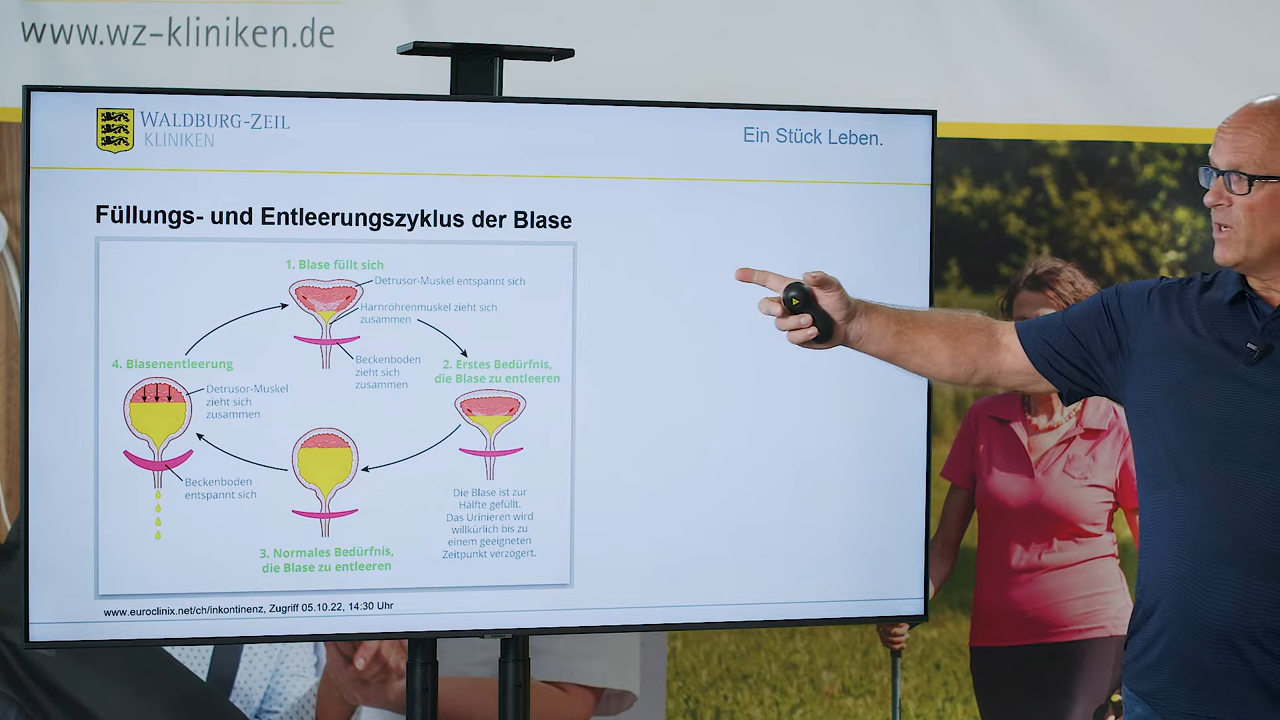 www.wz-kliniken.de
WALDBURG-ZEIL
KLINIKEN
Ein Stück Leben.
Füllungs- und Entleerungszyklus der Blase
1. Blase füllt sich
Detrusor-Muskel entspannt sich
Harnröhrenmuskel zieht sich
zusammen
Beckenboden
zieht sich
zusammen
2. Erstes Bedürfnis,
die Blase zu entleeren
Die Blase ist zur
Hälfte gefüllt.
Das Urinieren wird
willkürlich bis zu
einem geeigneten
Zeitpunkt verzögert.
3. Normales Bedürfnis,
die Blase zu entleeren
4. Blasenentleerung
Detrusor-Muskel
zieht sich
zusammen
Beckenboden
entspannt sich
www.euroclinix.net/ch/inkontinenz, Zugriff 05.10.22, 14:30 Uhr